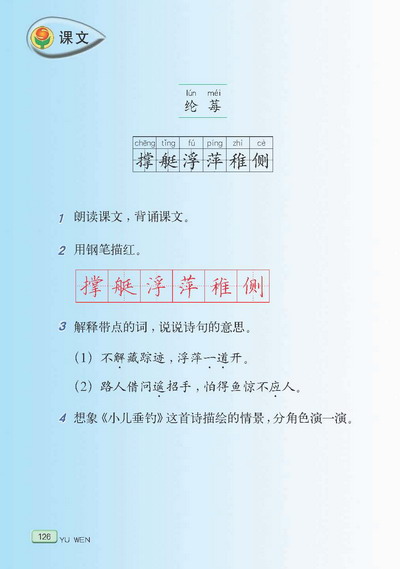 课文
lún méi
纶 莓
chēng tǐng fú píng zhì cè
撑艇浮萍稚侧
1 朗读课文，背诵课文。
2 用钢笔描红。
撑艇浮萍稚侧
3 解释带点的词，说说诗句的意思。
（1）不解藏踪迹，浮萍一道开。
（2）路人借问遥招手，怕得鱼惊不应人。
4 想象《小儿垂钓》这首诗描绘的情景，分角色演一演。
126 YU WEN